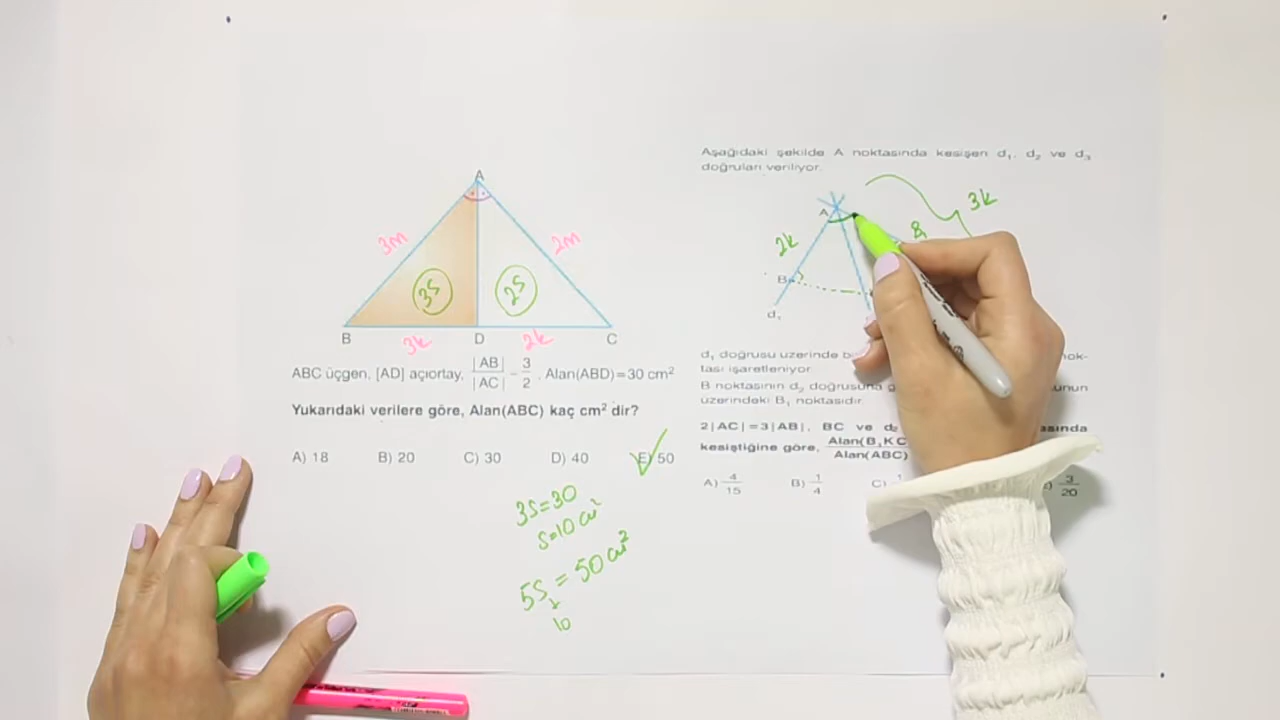 A
3m
2m
3S
2S
B
D
C
3k
2k
ABC üçgen, [AD] açıortay, |AB| / |AC| = 3/2, Alan(ABD)=30 cm²
Yukarıdaki verilere göre, Alan(ABC) kaç cm² dir?
A) 18 B) 20 C) 30 D) 40 E) 50
3S=30
S=10 cm²
5S = 50 cm²
10
Aşağıdaki şekilde A noktasında kesişen d₁, d₂ ve d₃
doğruları veriliyor.
3k
A
2k
B
d₁
d₁ doğrusu üzerinde
tası işaretleniyor.
B noktasının d₂ doğrusuna
üzerindeki B₁ noktasıdır.
2|AC|=3|AB|, BC ve
kesiştiğine göre, Alan(B₁KC / Alan(ABC)
A) 4/15 B) 1/4 C) 3/20